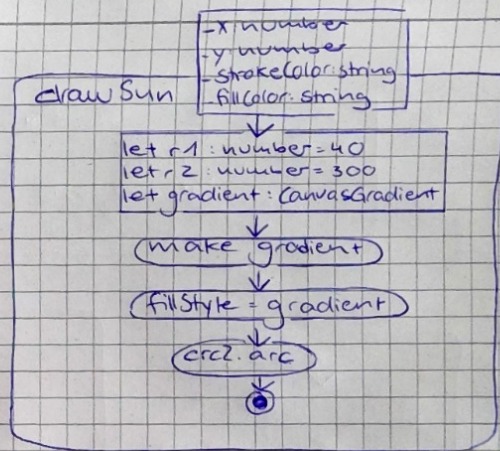 -x:number
-y:number
-strokeColor:string
-fillColor:string
drawSun
let r1:number=40
let r2:number=300
let gradient:CanvasGradient
make gradient
fillStyle = gradient
crc2.arc